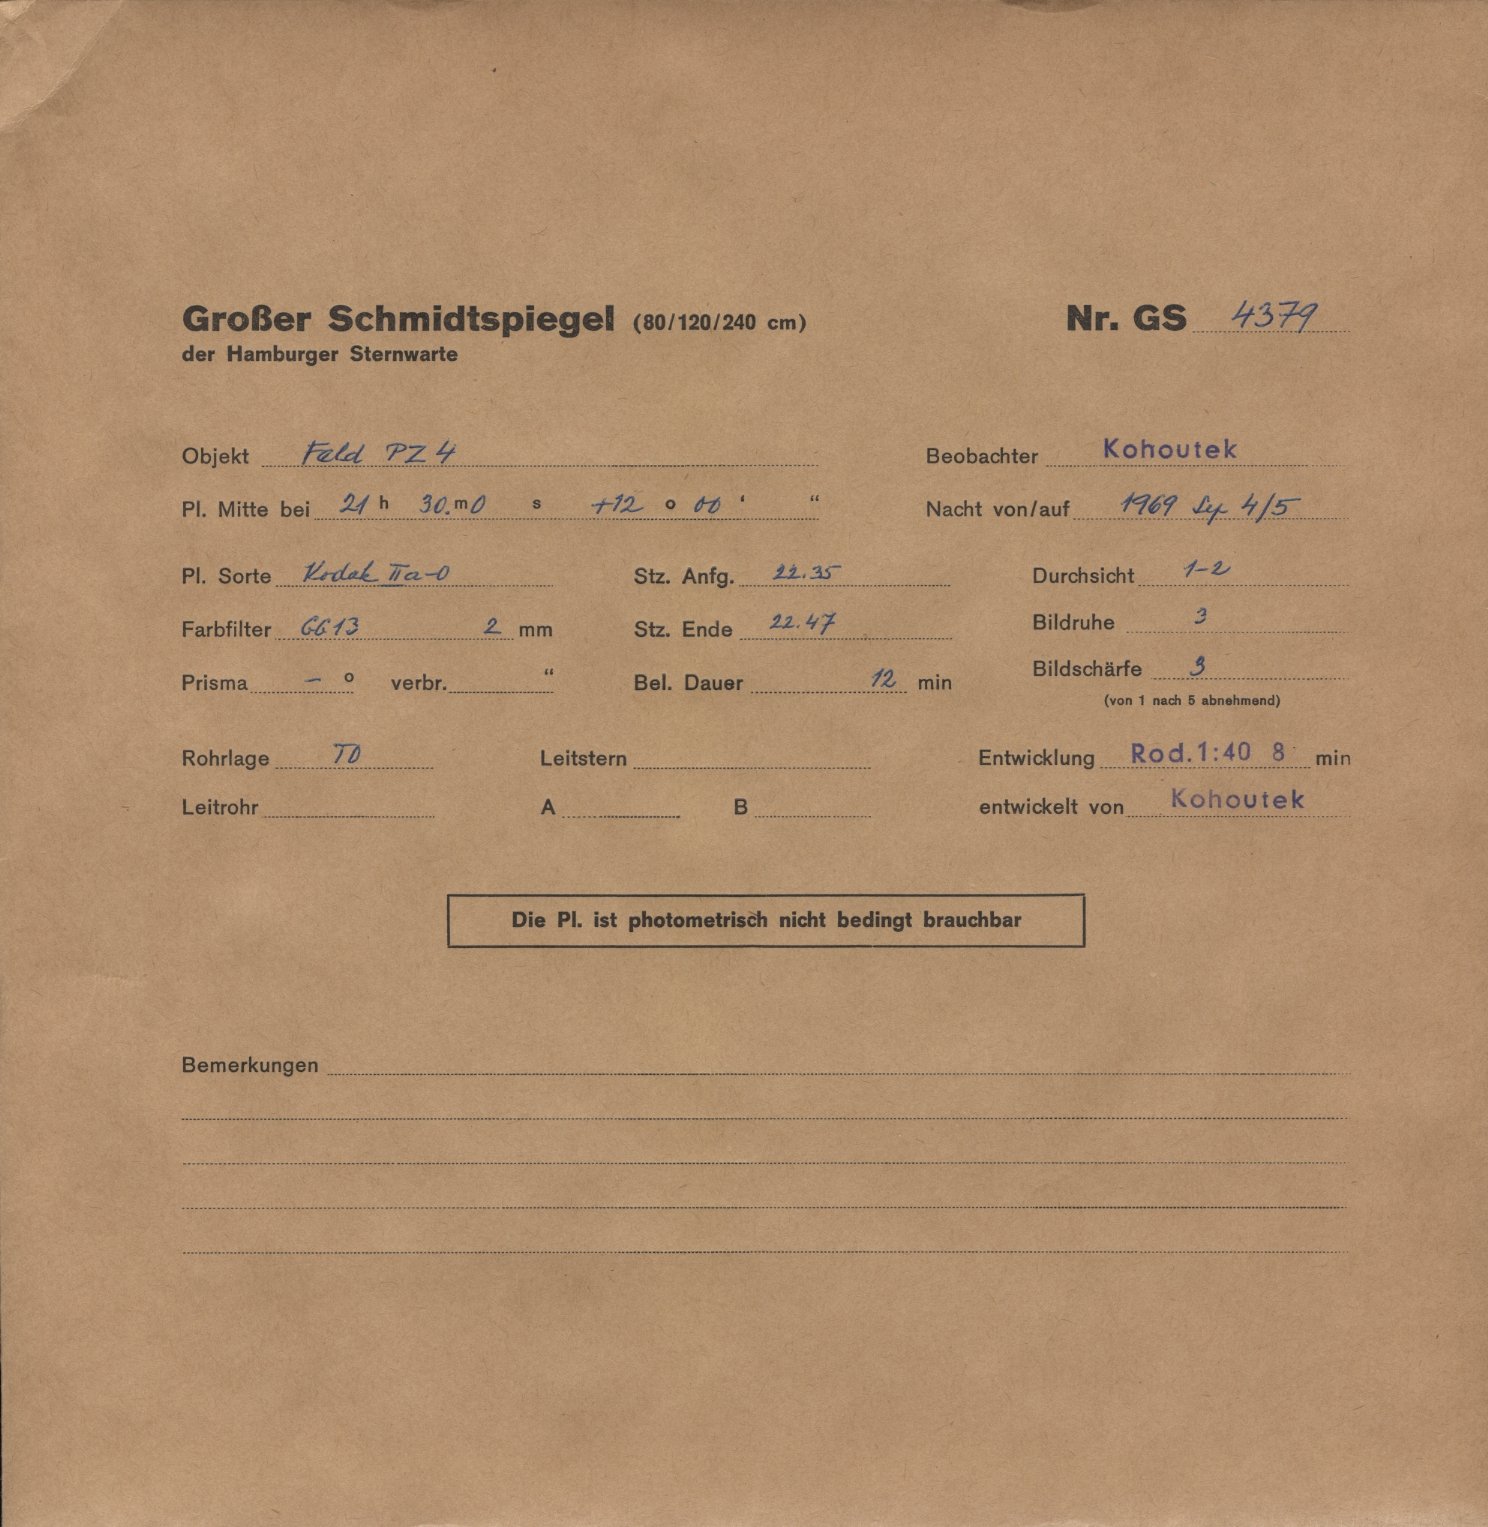 Großer Schmidtspiegel (80/120/240 cm) Nr. GS 4379
der Hamburger Sternwarte
Objekt Feld PZ 4 Beobachter Kohoutek
Pl. Mitte bei 21 h 30.m0 s +12 o 00 ‘ “ Nacht von/auf 1969 Sep 4/5
Pl. Sorte Kodak IIa-O Stz. Anfg. 22.35 Durchsicht 1-2
Farbfilter GG13 2 mm Stz. Ende 22.47 Bildruhe 3
Prisma – o verbr. “ Bel. Dauer 12 min Bildschärfe 3
(von 1 nach 5 abnehmend)
Rohrlage TO Leitstern Entwicklung Rod.1:40 8 min
Leitrohr A B entwickelt von Kohoutek
Die Pl. ist photometrisch nicht bedingt brauchbar
Bemerkungen